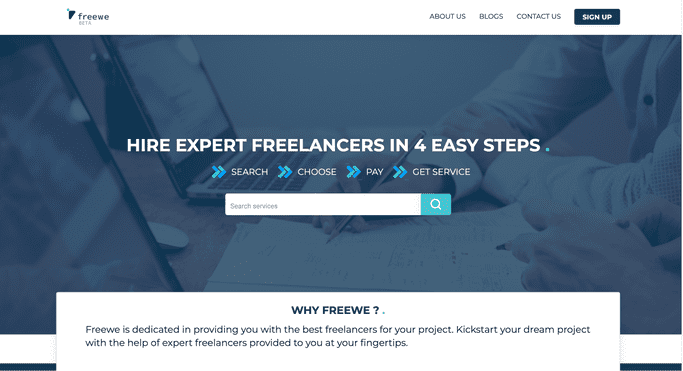 freewe
BETA
ABOUT US
BLOGS
CONTACT US
SIGN UP
HIRE EXPERT FREELANCERS IN 4 EASY STEPS .
SEARCH
CHOOSE
PAY
GET SERVICE
Search services
WHY FREEWE ? .
Freewe is dedicated in providing you with the best freelancers for your project. Kickstart your dream project
with the help of expert freelancers provided to you at your fingertips.